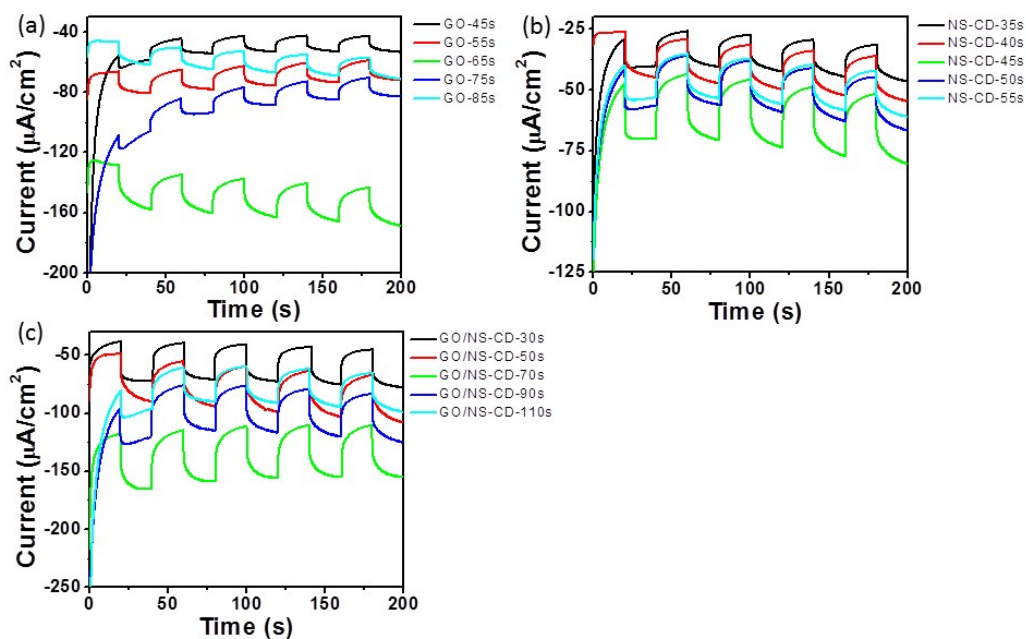 (a)
GO-45s
GO-55s
GO-65s
GO-75s
GO-85s
Current (μA/cm²)
-40
-80
-120
-160
-200
0 50 100 150 200
Time (s)
(b)
NS-CD-35s
NS-CD-40s
NS-CD-45s
NS-CD-50s
NS-CD-55s
Current (μA/cm²)
-25
-50
-75
-100
-125
0 50 100 150 200
Time (s)
(c)
GO/NS-CD-30s
GO/NS-CD-50s
GO/NS-CD-70s
GO/NS-CD-90s
GO/NS-CD-110s
Current (μA/cm²)
-50
-100
-150
-200
-250
0 50 100 150 200
Time (s)